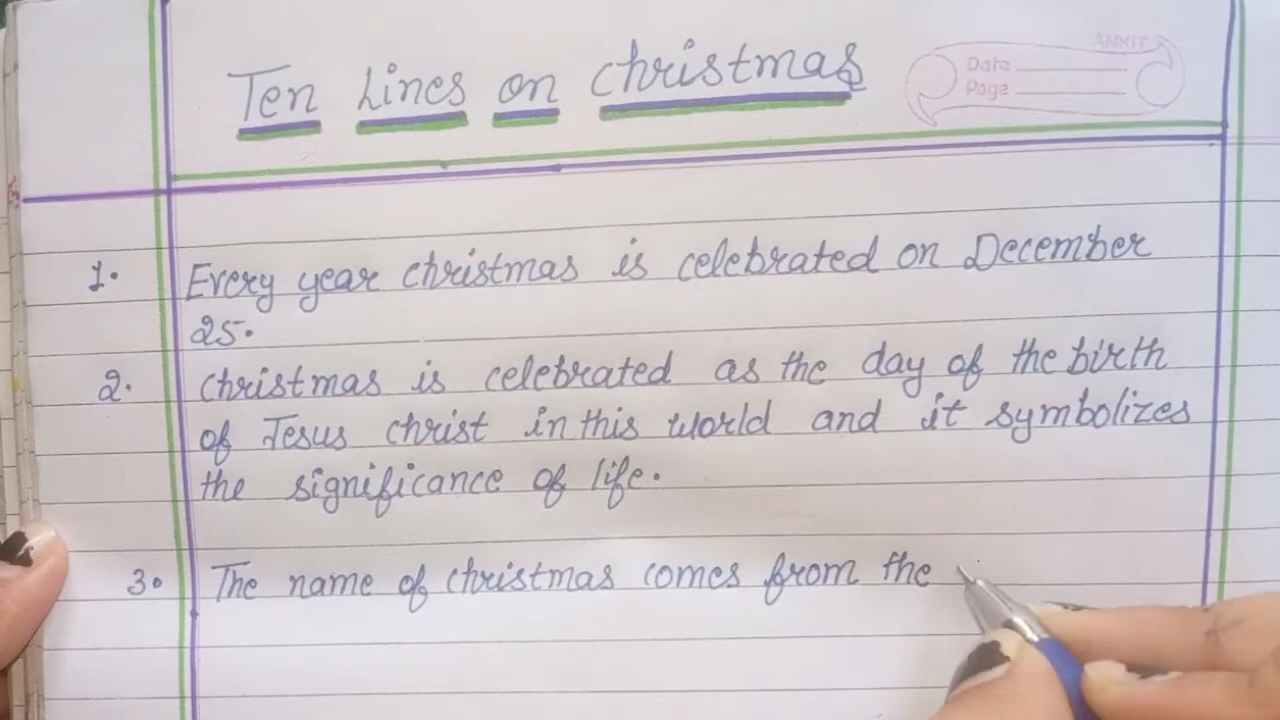 Ten Lines on christmas
ANKIT
Date
Page
1. Every year christmas is celebrated on December
25.
2. christmas is celebrated as the day of the birth
of Jesus christ in this world and it symbolizes
the significance of life.
3. The name of christmas comes from the